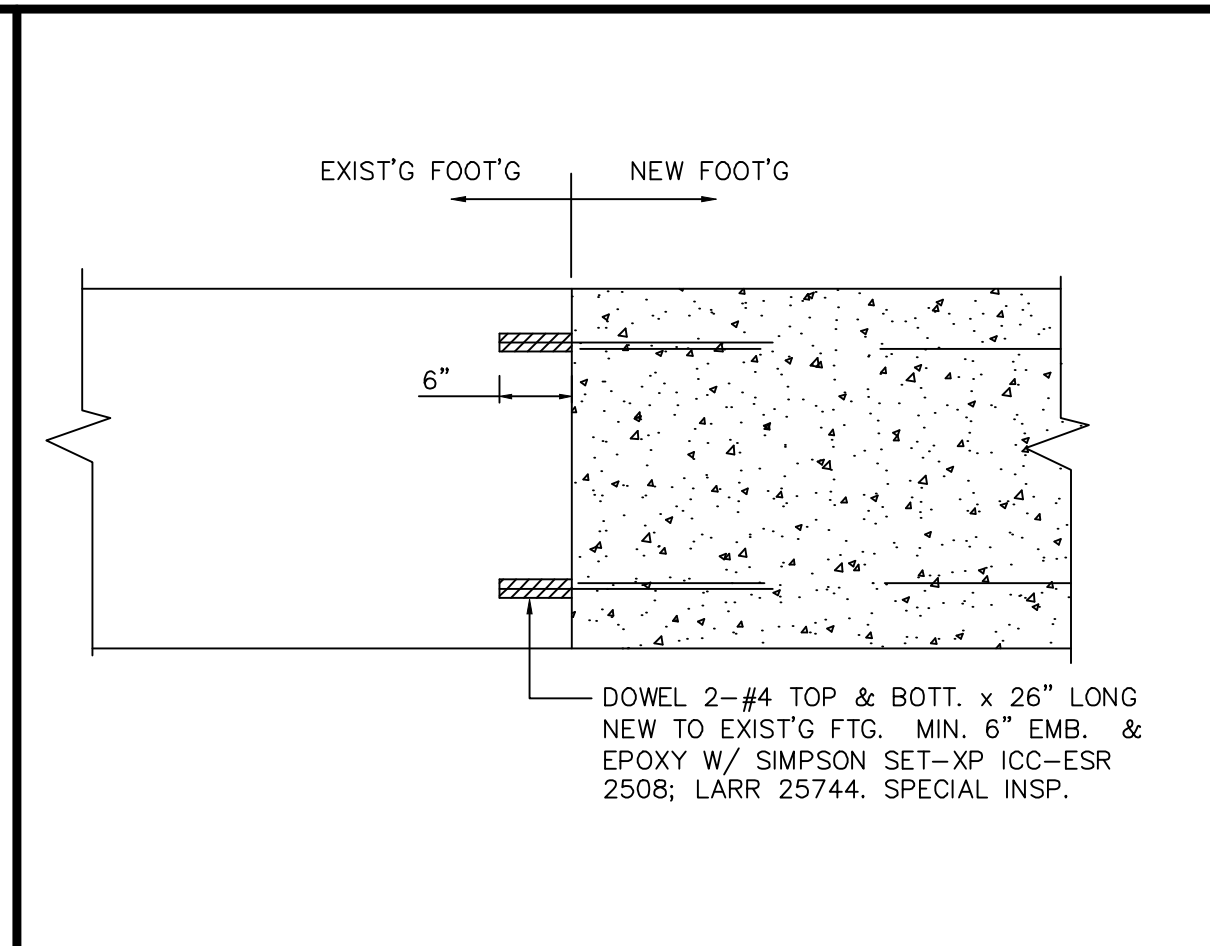 EXIST'G FOOT'G
NEW FOOT'G
6"
DOWEL 2-#4 TOP & BOTT. x 26" LONG
NEW TO EXIST'G FTG. MIN. 6" EMB. &
EPOXY W/ SIMPSON SET-XP ICC-ESR
2508; LARR 25744. SPECIAL INSP.